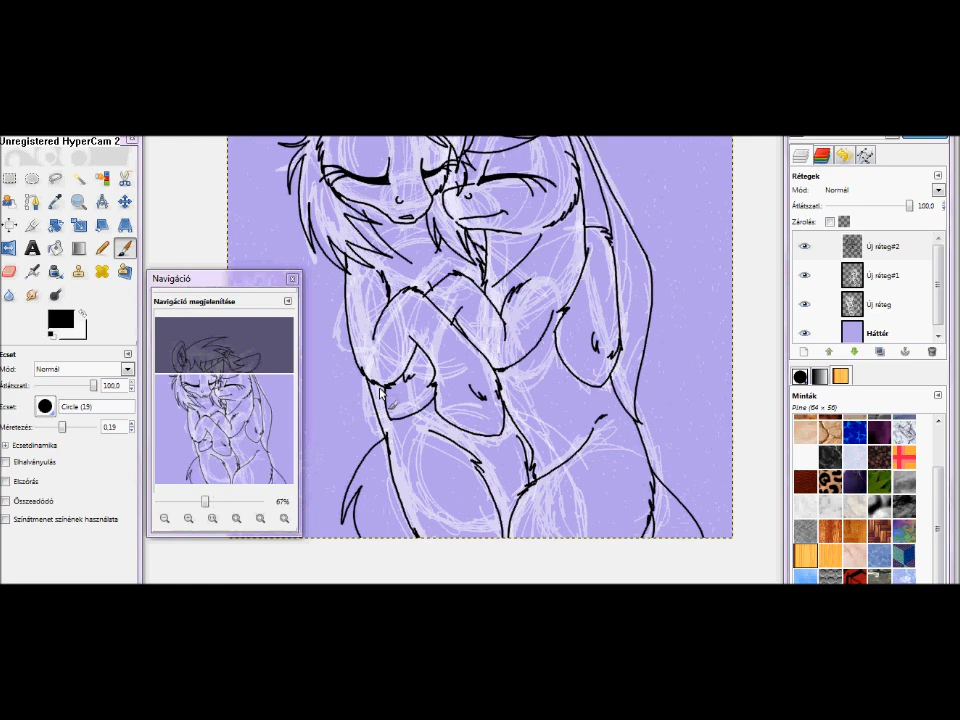 Unregistered HyperCam 2
Navigáció
Navigáció megjelenítése
67%
Ecset
Mód: Normál
Átlátszatl.: 100,0
Ecset: Circle (19)
Méretezés: 0,19
Ecsetdinamika
Elhalványulás
Elszórás
Összeadódó
Színátmenet színének használata
Rétegek
Mód: Normál
Átlátszatl.: 100,0
Zárolás:
Új réteg#2
Új réteg#1
Új réteg
Háttér
Minták
Pine (64 × 56)